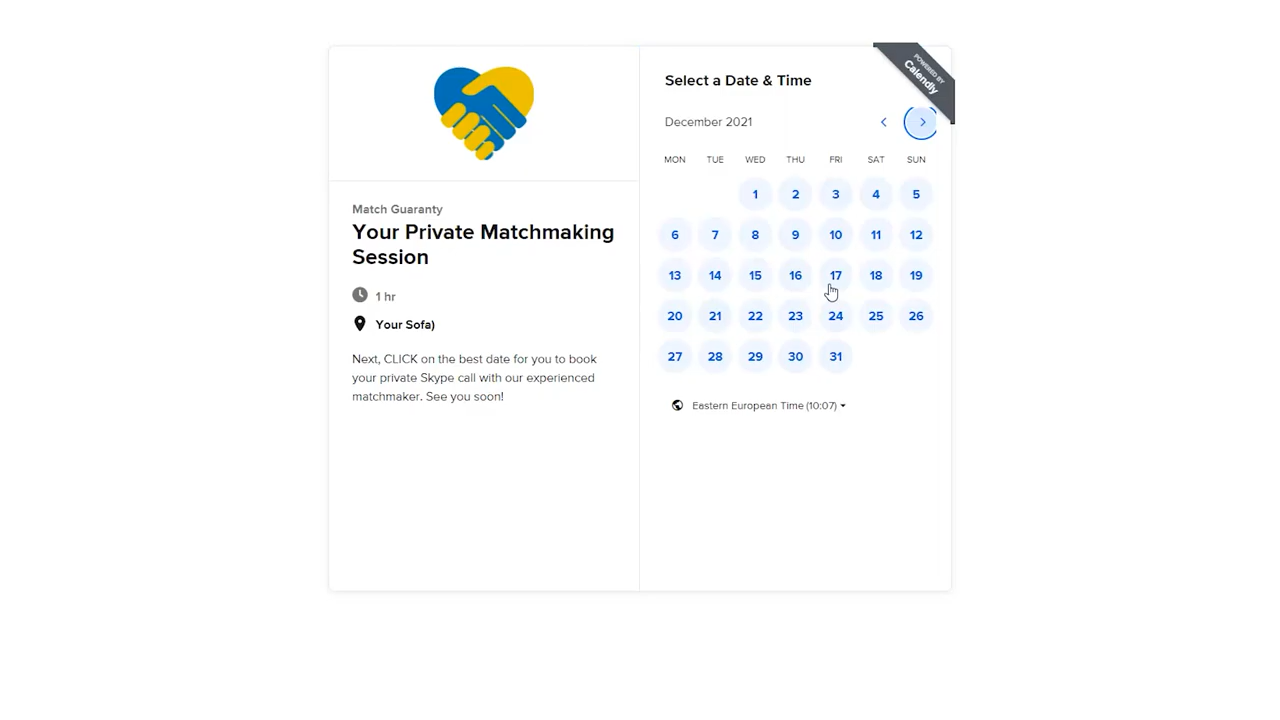 POWERED BY
Calendly
Match Guaranty
Your Private Matchmaking
Session
1 hr
Your Sofa)
Next, CLICK on the best date for you to book
your private Skype call with our experienced
matchmaker. See you soon!
Select a Date & Time
December 2021
MON TUE WED THU FRI SAT SUN
1 2 3 4 5
6 7 8 9 10 11 12
13 14 15 16 17 18 19
20 21 22 23 24 25 26
27 28 29 30 31
Eastern European Time (10:07)